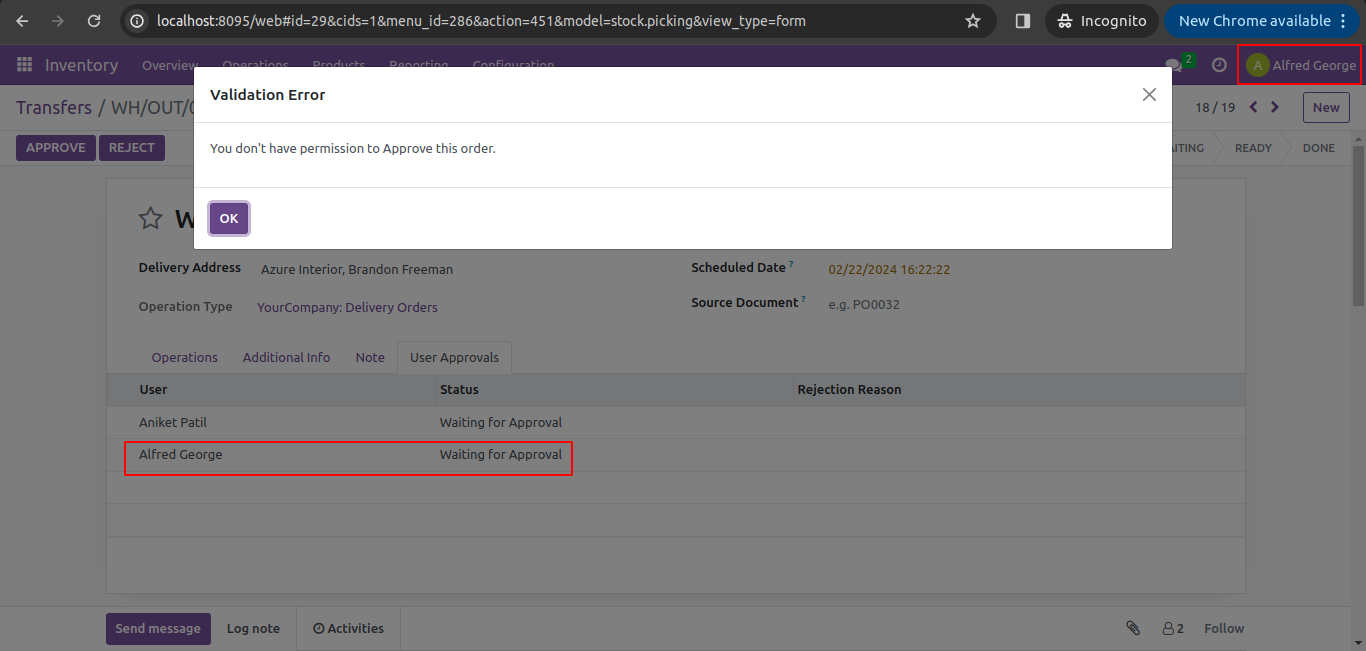 localhost:8095/web#id=29&cids=1&menu_id=286&action=451&model=stock.picking&view_type=form
Incognito
New Chrome available
Inventory Overview Operations Products Reporting Configuration 2 A Alfred George
Transfers / WH/OUT/
18 / 19
New
APPROVE REJECT
READY DONE
Validation Error
You don't have permission to Approve this order.
OK
Delivery Address Azure Interior, Brandon Freeman
Scheduled Date ? 02/22/2024 16:22:22
Operation Type YourCompany: Delivery Orders
Source Document ? e.g. PO0032
Operations Additional Info Note User Approvals
User Status Rejection Reason
Aniket Patil Waiting for Approval
Alfred George Waiting for Approval
Send message Log note Activities 2 Follow